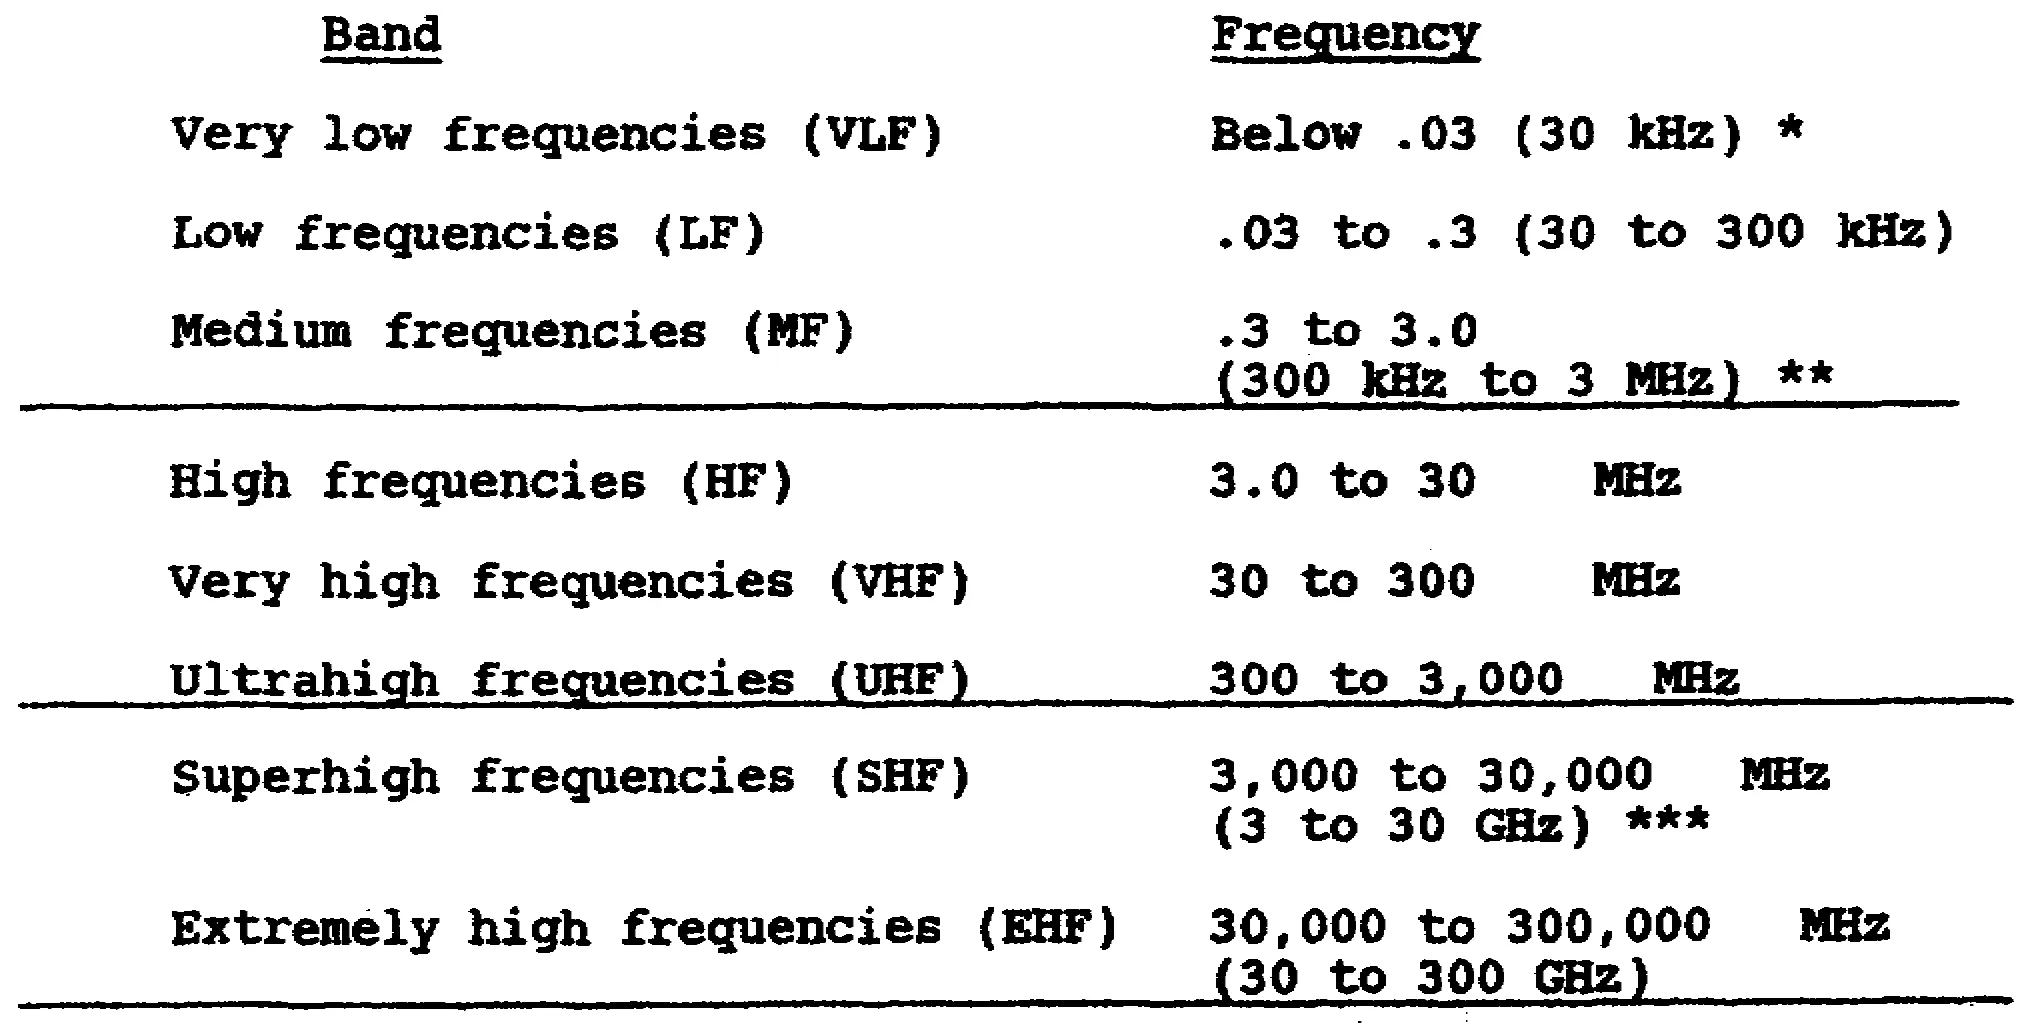 Band Frequency
Very low frequencies (VLF) Below .03 (30 kHz) *
Low frequencies (LF) .03 to .3 (30 to 300 kHz)
Medium frequencies (MF) .3 to 3.0
(300 kHz to 3 MHz) **
High frequencies (HF) 3.0 to 30 MHz
Very high frequencies (VHF) 30 to 300 MHz
Ultrahigh frequencies (UHF) 300 to 3,000 MHz
Superhigh frequencies (SHF) 3,000 to 30,000 MHz
(3 to 30 GHz) ***
Extremely high frequencies (EHF) 30,000 to 300,000 MHz
(30 to 300 GHz)